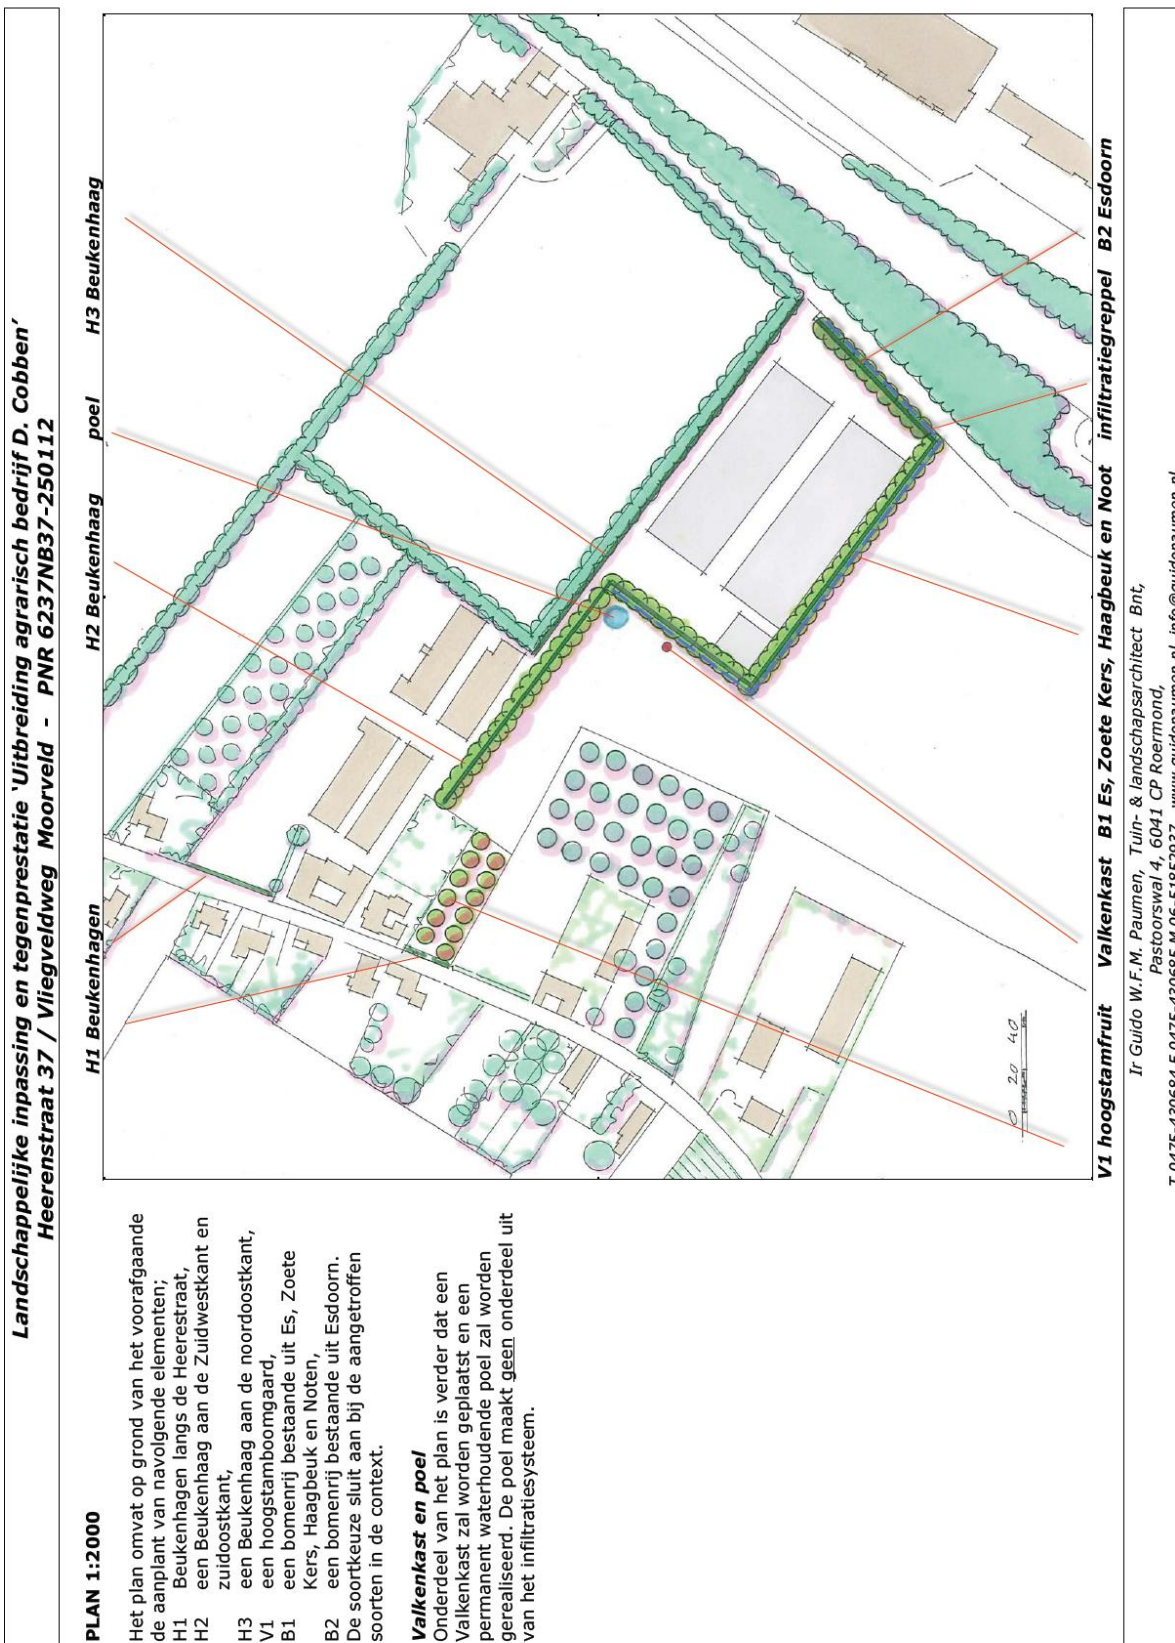 Landschappelijke inpassing en tegenprestatie 'Uitbreiding agrarisch bedrijf D. Cobben'
Heerenstraat 37 / Vliegveldweg Moorveld - PNR 6237NB37-250112
PLAN 1:2000
Het plan omvat op grond van het voorafgaande
de aanplant van navolgende elementen;
H1 Beukenhagen langs de Heerestraat,
H2 een Beukenhaag aan de Zuidwestkant en
zuidoostkant,
H3 een Beukenhaag aan de noordoostkant,
V1 een hoogstamboomgaard,
B1 een bomenrij bestaande uit Es, Zoete
Kers, Haagbeuk en Noten,
B2 een bomenrij bestaande uit Esdoorn.
De soortkeuze sluit aan bij de aangetroffen
soorten in de context.
Valkenkast en poel
Onderdeel van het plan is verder dat een
Valkenkast zal worden geplaatst en een
permanent waterhoudende poel zal worden
gerealiseerd. De poel maakt geen onderdeel uit
van het infiltratiesysteem.
H1 Beukenhagen H2 Beukenhaag poel H3 Beukenhaag
0 20 40
V1 hoogstamfruit Valkenkast B1 Es, Zoete Kers, Haagbeuk en Noot infiltratiegreppel B2 Esdoorn
Ir Guido W.F.M. Paumen, Tuin- & landschapsarchitect Bnt,
Pastoorswal 4, 6041 CP Roermond,